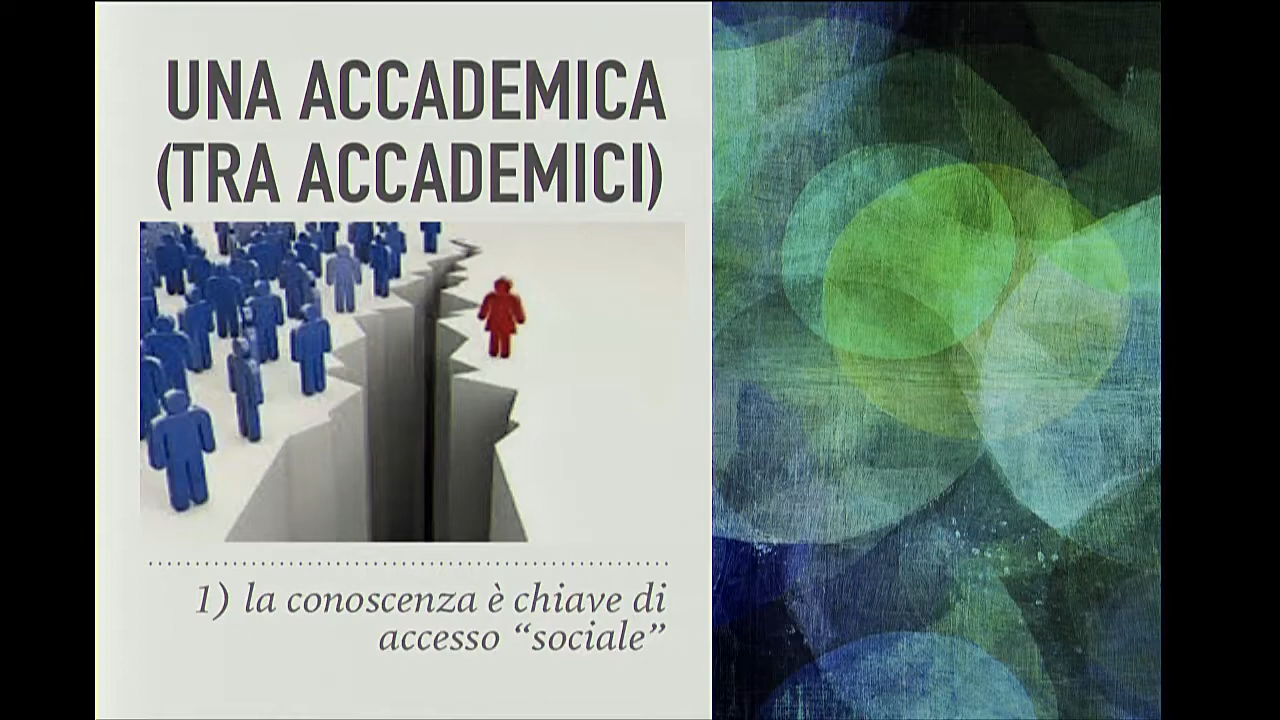 UNA ACCADEMICA
(TRA ACCADEMICI)
1) la conoscenza è chiave di
accesso “sociale”